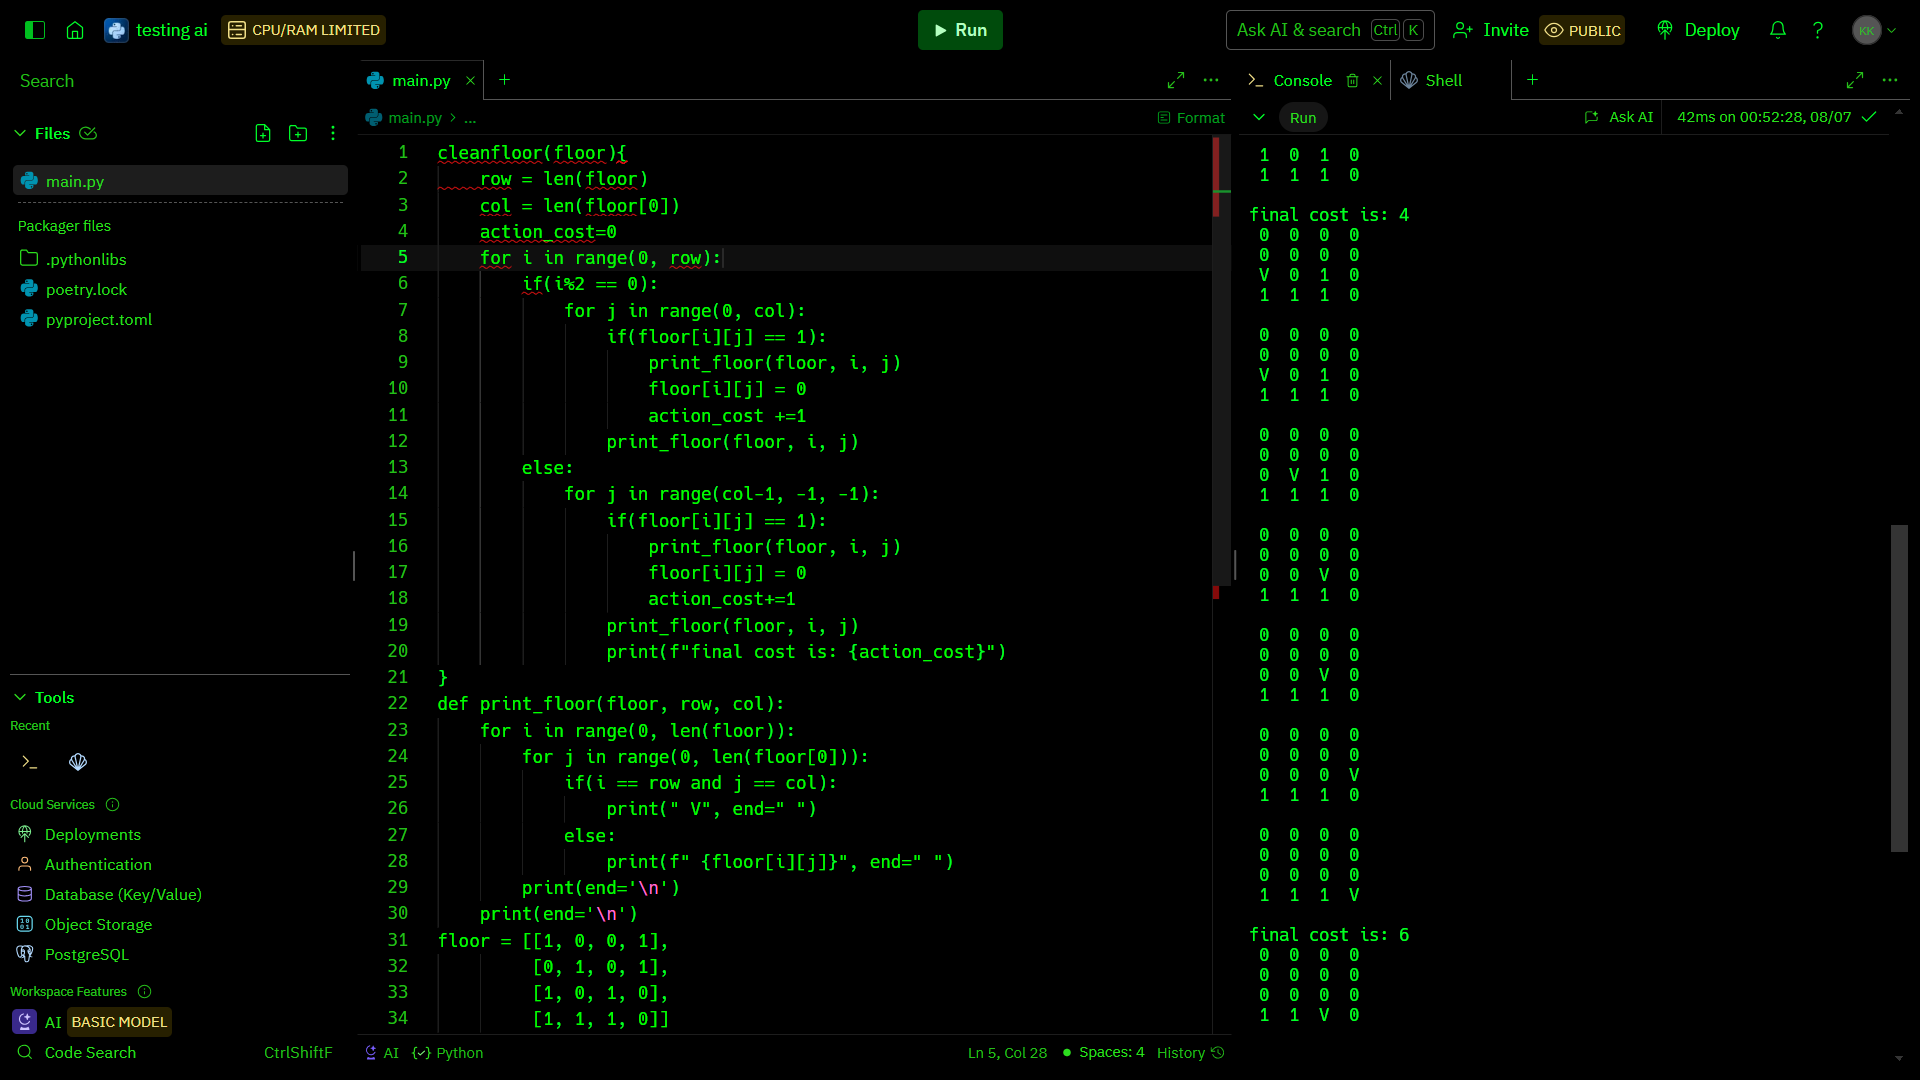 testing ai
CPU/RAM LIMITED
Run
Ask AI & search Ctrl K
Invite
PUBLIC
Deploy
?
KK
Search
Files
main.py
Packager files
.pythonlibs
poetry.lock
pyproject.toml
Tools
Recent
Cloud Services
Deployments
Authentication
Database (Key/Value)
Object Storage
PostgreSQL
Workspace Features
AI BASIC MODEL
Code Search CtrlShiftF
main.py
main.py > ...
Format
1 cleanfloor(floor){
2     row = len(floor)
3     col = len(floor[0])
4     action_cost=0
5     for i in range(0, row):
6         if(i%2 == 0):
7             for j in range(0, col):
8                 if(floor[i][j] == 1):
9                     print_floor(floor, i, j)
10                     floor[i][j] = 0
11                     action_cost +=1
12                 print_floor(floor, i, j)
13         else:
14             for j in range(col-1, -1, -1):
15                 if(floor[i][j] == 1):
16                     print_floor(floor, i, j)
17                     floor[i][j] = 0
18                     action_cost+=1
19                 print_floor(floor, i, j)
20                 print(f"final cost is: {action_cost}")
21 }
22 def print_floor(floor, row, col):
23     for i in range(0, len(floor)):
24         for j in range(0, len(floor[0])):
25             if(i == row and j == col):
26                 print(" V", end=" ")
27             else:
28                 print(f" {floor[i][j]}", end=" ")
29         print(end='\n')
30     print(end='\n')
31 floor = [[1, 0, 0, 1],
32          [0, 1, 0, 1],
33          [1, 0, 1, 0],
34          [1, 1, 1, 0]]
AI
Python
Ln 5, Col 28
Spaces: 4
History
Console
Shell
Run
Ask AI
42ms on 00:52:28, 08/07
1 0 1 0
1 1 1 0
final cost is: 4
0 0 0 0
0 0 0 0
V 0 1 0
1 1 1 0
0 0 0 0
0 0 0 0
V 0 1 0
1 1 1 0
0 0 0 0
0 0 0 0
0 V 1 0
1 1 1 0
0 0 0 0
0 0 0 0
0 0 V 0
1 1 1 0
0 0 0 0
0 0 0 0
0 0 V 0
1 1 1 0
0 0 0 0
0 0 0 0
0 0 0 V
1 1 1 0
0 0 0 0
0 0 0 0
0 0 0 0
1 1 1 V
final cost is: 6
0 0 0 0
0 0 0 0
0 0 0 0
1 1 V 0